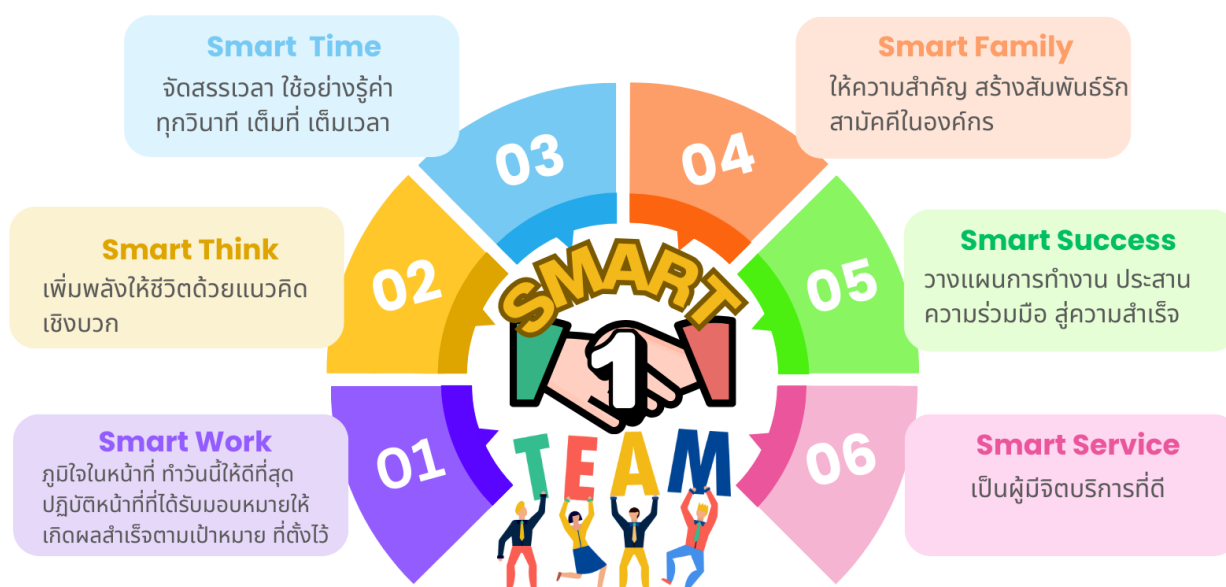 Smart Time
จัดสรรเวลา ใช้อย่างรู้ค่า
ทุกวินาที เต็มที่ เต็มเวลา
03
Smart Family
ให้ความสำคัญ สร้างสัมพันธ์รัก
สามัคคีในองค์กร
04
Smart Think
เพิ่มพลังให้ชีวิตด้วยแนวคิด
เชิงบวก
02
Smart Success
วางแผนการทำงาน ประสาน
ความร่วมมือ สู่ความสำเร็จ
05
SMART
1
TEAM
Smart Work
ภูมิใจในหน้าที่ ทำวันนี้ให้ดีที่สุด
ปฏิบัติหน้าที่ที่ได้รับมอบหมายให้
เกิดผลสำเร็จตามเป้าหมาย ที่ตั้งไว้
01
Smart Service
เป็นผู้มีจิตบริการที่ดี
06